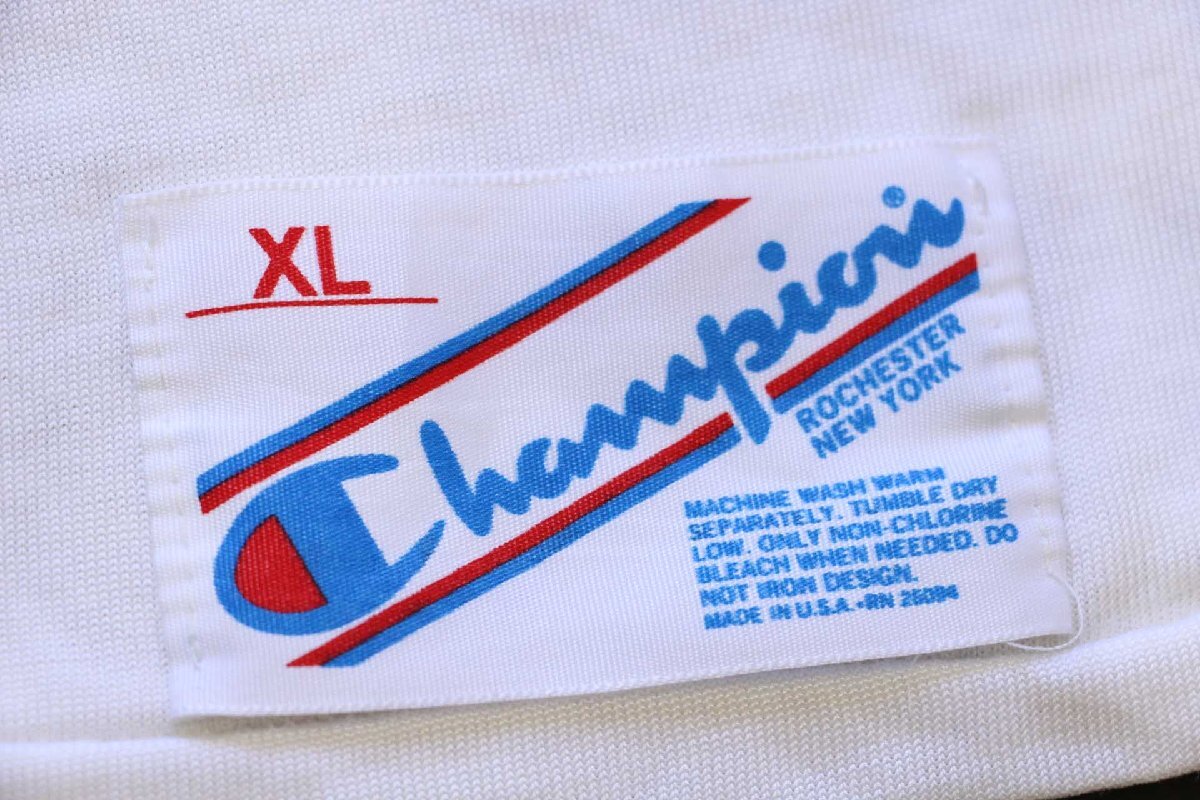 XL
Champion
ROCHESTER
NEW YORK
MACHINE WASH WARM
SEPARATELY. TUMBLE DRY
LOW. ONLY NON-CHLORINE
BLEACH WHEN NEEDED. DO
NOT IRON DESIGN.
MADE IN U.S.A.•RN 26094